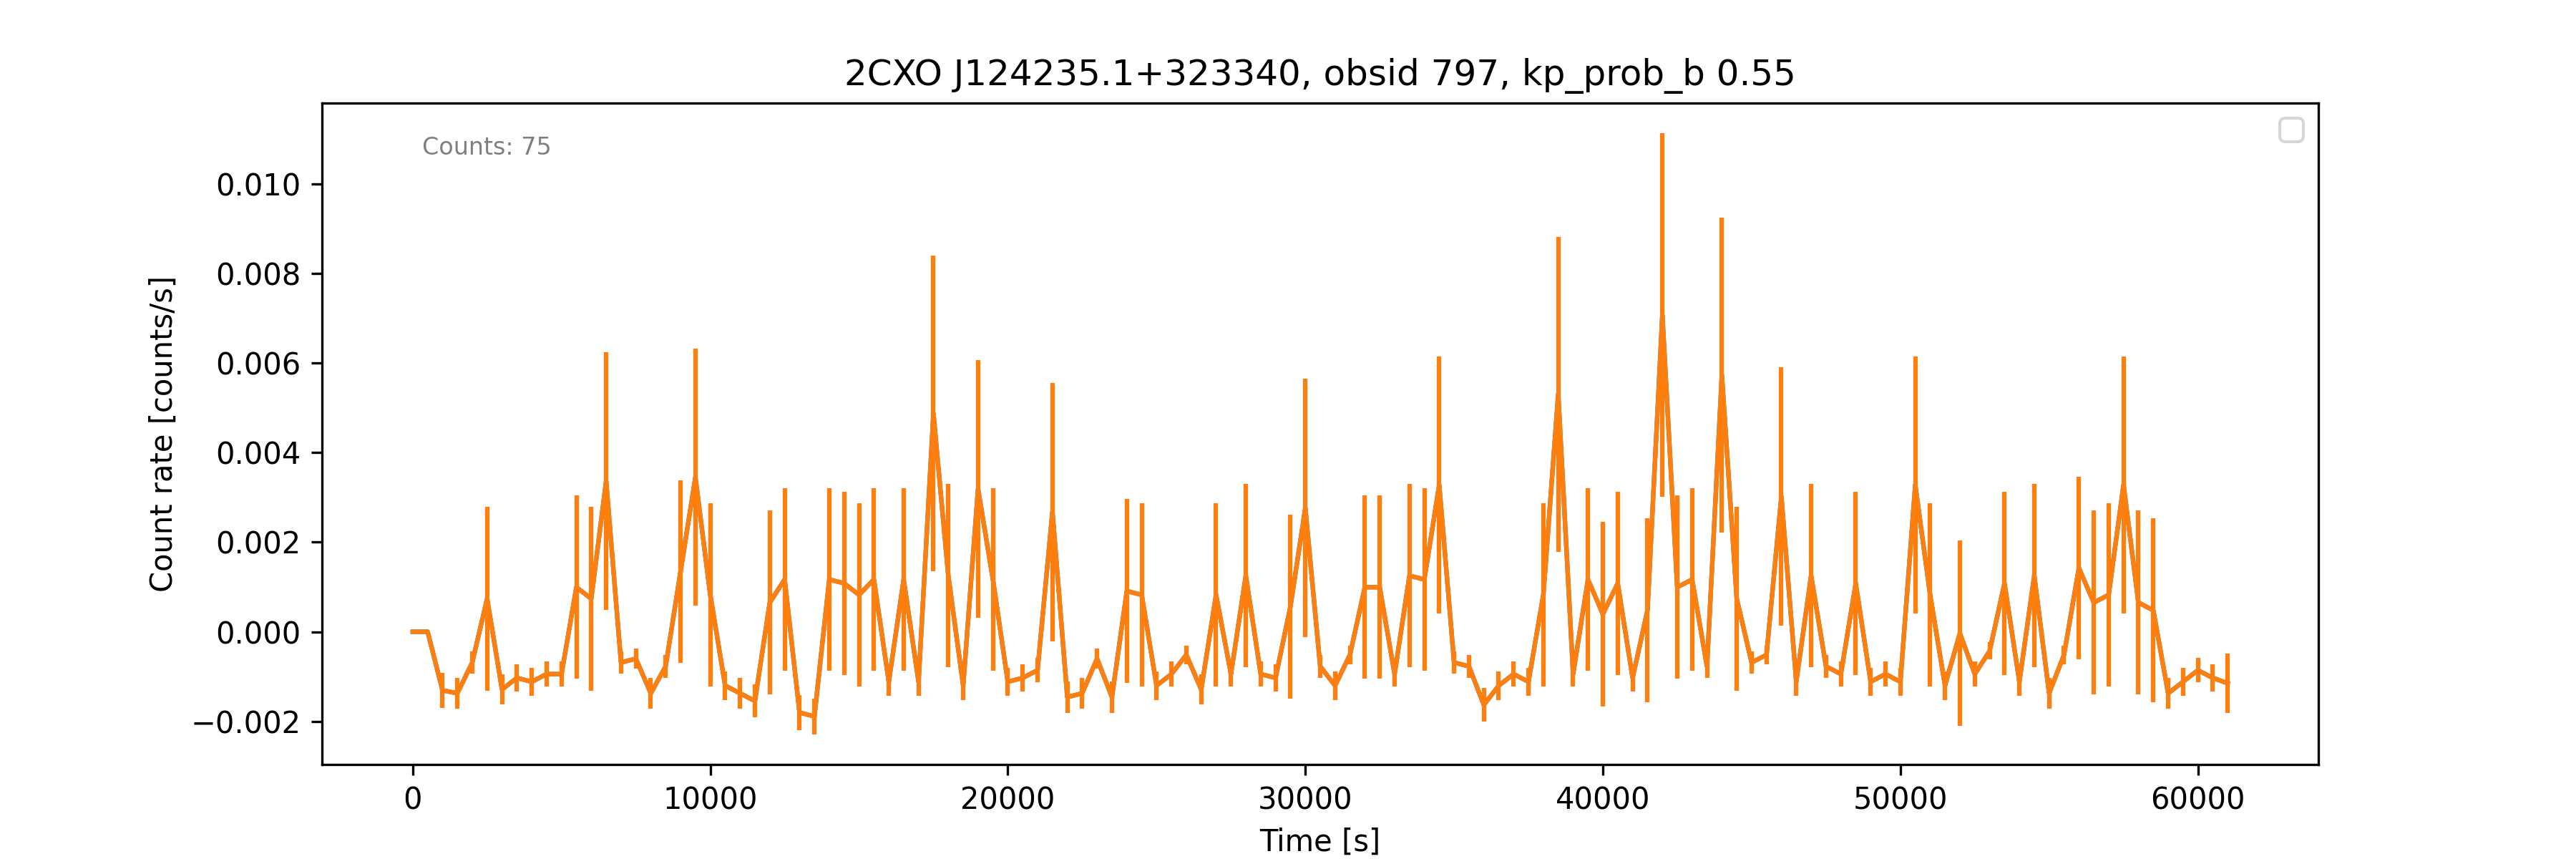 2CXO J124235.1+323340, obsid 797, kp_prob_b 0.55
Counts: 75
Count rate [counts/s]
0.010
0.008
0.006
0.004
0.002
0.000
−0.002
0 10000 20000 30000 40000 50000 60000
Time [s]